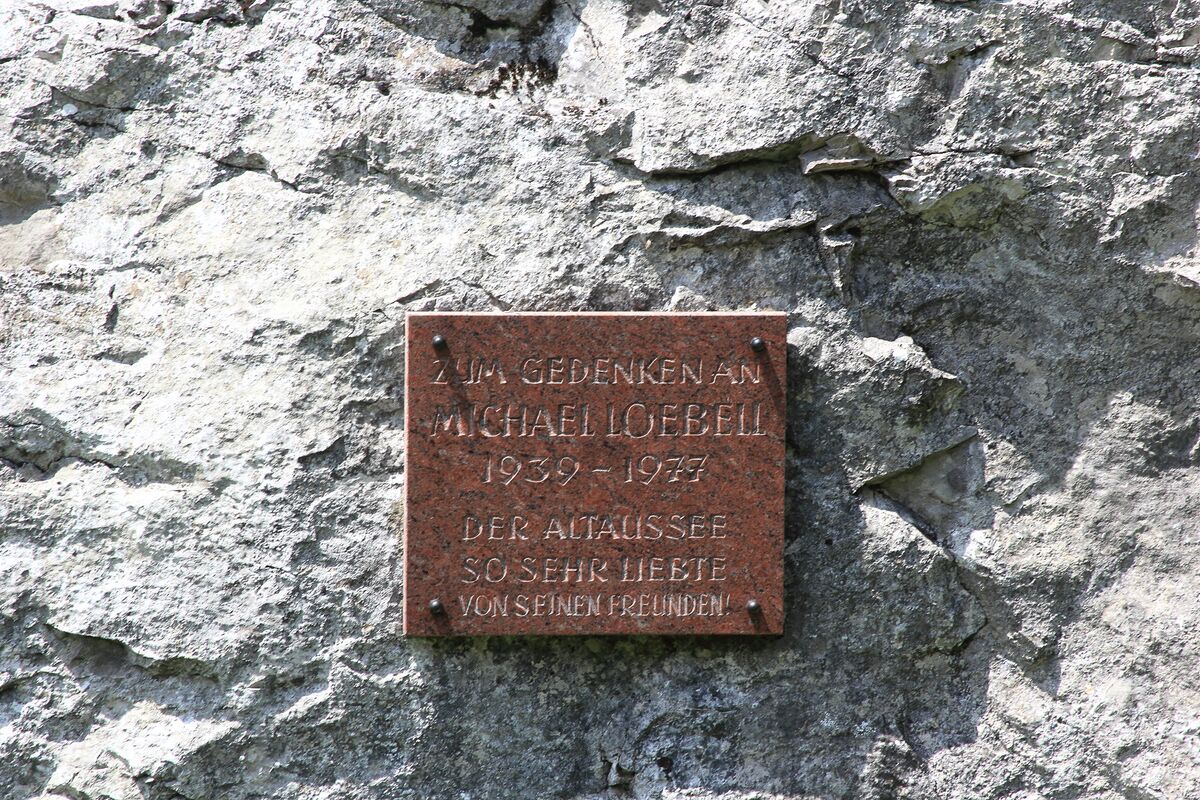 ZUM GEDENKEN AN
MICHAEL LOEBELL
1939 – 1977
DER ALTAUSSEE
SO SEHR LIEBTE
VON SEINEN FREUNDEN!